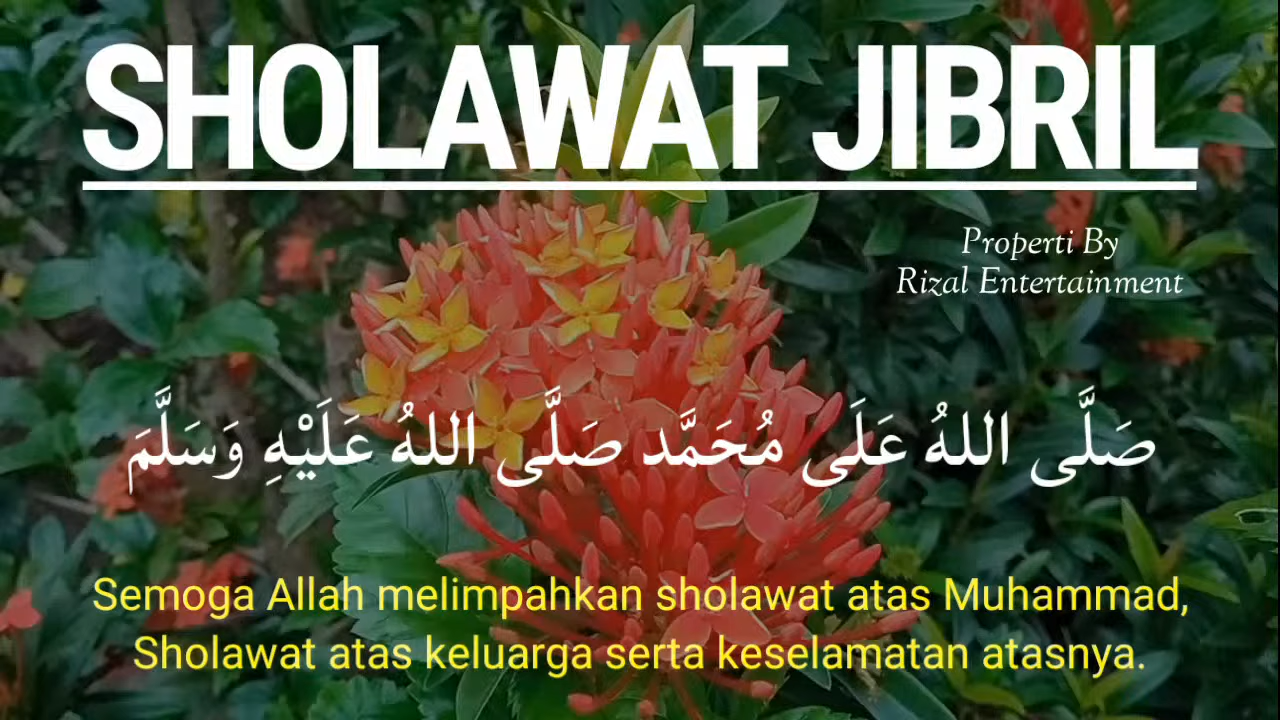 SHOLAWAT JIBRIL
Properti By
Rizal Entertainment
صَلَّى اللهُ عَلَى مُحَمَّد صَلَّى اللهُ عَلَيْهِ وَسَلَّمَ
Semoga Allah melimpahkan sholawat atas Muhammad,
Sholawat atas keluarga serta keselamatan atasnya.